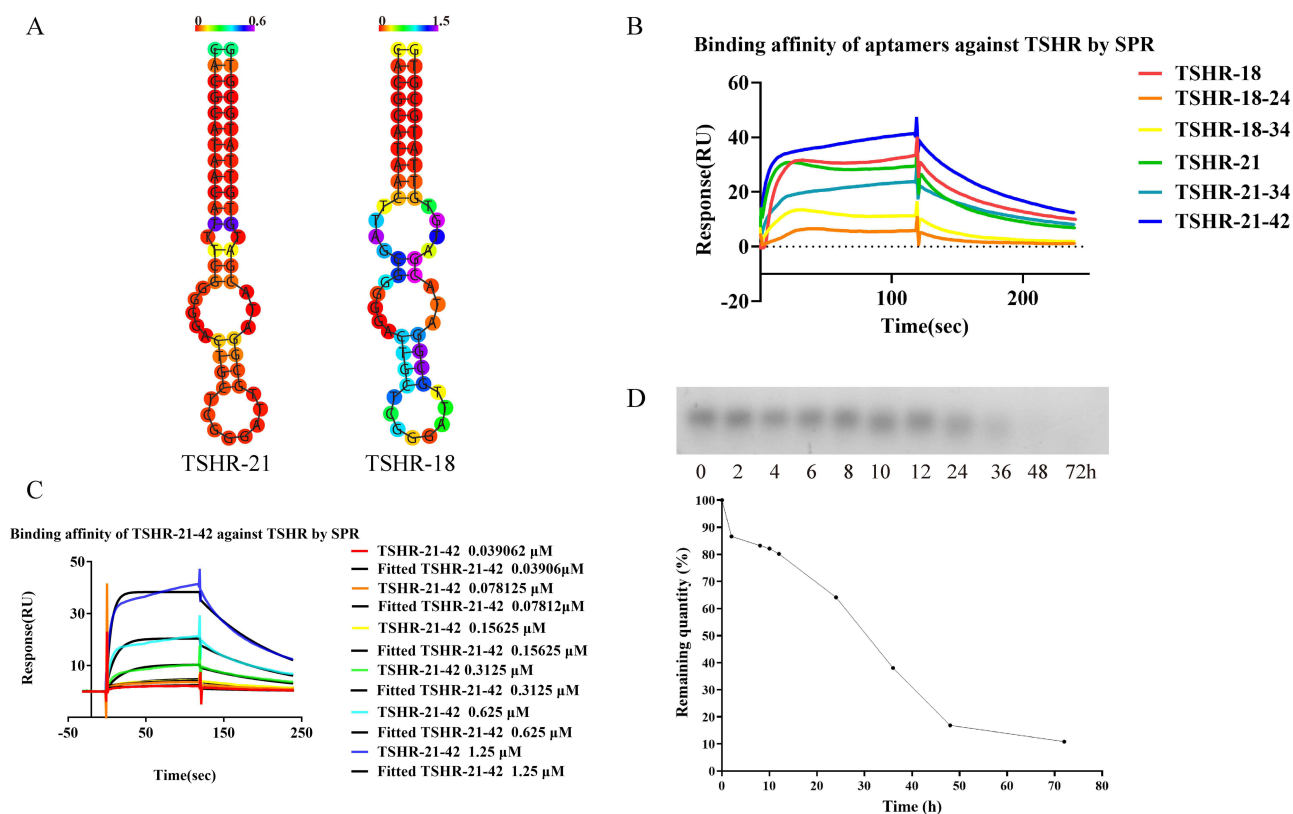 A
0
0.6
0
1.5
TSHR-21
TSHR-18
B
Binding affinity of aptamers against TSHR by SPR
Response(RU)
60
40
20
0
-20
100
200
Time(sec)
TSHR-18
TSHR-18-24
TSHR-18-34
TSHR-21
TSHR-21-34
TSHR-21-42
C
Binding affinity of TSHR-21-42 against TSHR by SPR
Response(RU)
50
30
10
-50
50
150
250
Time(sec)
TSHR-21-42 0.039062 μM
Fitted TSHR-21-42 0.03906μM
TSHR-21-42 0.078125 μM
Fitted TSHR-21-42 0.07812μM
TSHR-21-42 0.15625 μM
Fitted TSHR-21-42 0.15625 μM
TSHR-21-42 0.3125 μM
Fitted TSHR-21-42 0.3125 μM
TSHR-21-42 0.625 μM
Fitted TSHR-21-42 0.625 μM
TSHR-21-42 1.25 μM
Fitted TSHR-21-42 1.25 μM
D
0 2 4 6 8 10 12 24 36 48 72h
Remaining quantity (%)
100
90
80
70
60
50
40
30
20
10
0
0 10 20 30 40 50 60 70 80
Time (h)